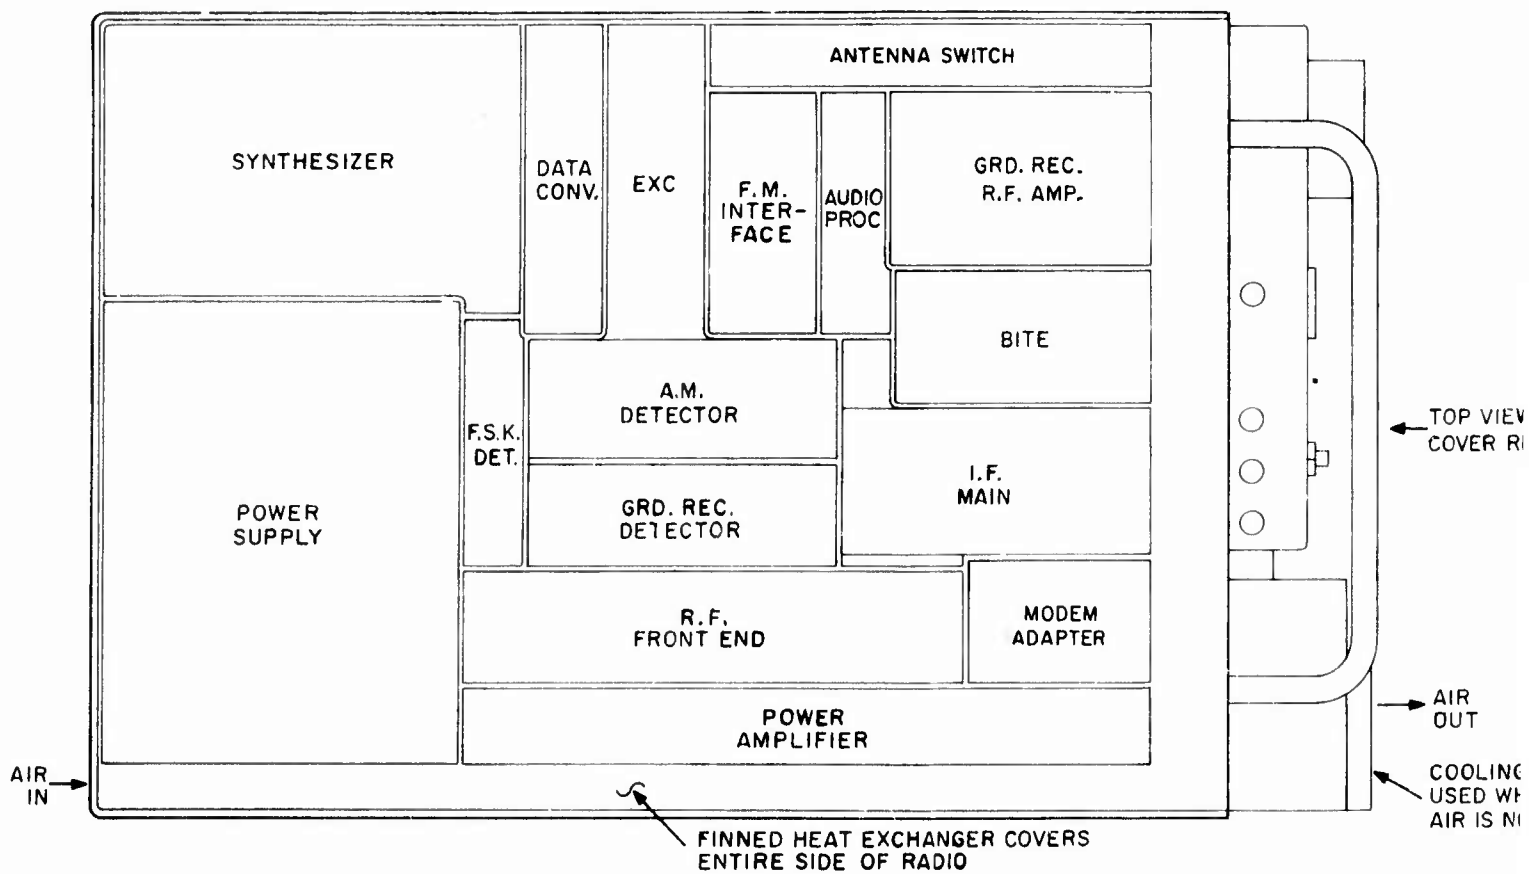 ANTENNA SWITCH
SYNTHESIZER
DATA
CONV.
EXC
F.M.
INTER-
FACE
AUDIO
PROC
GRD. REC.
R.F. AMP.
BITE
A.M.
DETECTOR
F.S.K.
DET.
I.F.
MAIN
GRD. REC.
DETECTOR
POWER
SUPPLY
R.F.
FRONT END
MODEM
ADAPTER
POWER
AMPLIFIER
TOP VIEW
COVER R
AIR
OUT
AIR
IN
COOLING
USED WH
AIR IS NO
FINNED HEAT EXCHANGER COVERS
ENTIRE SIDE OF RADIO